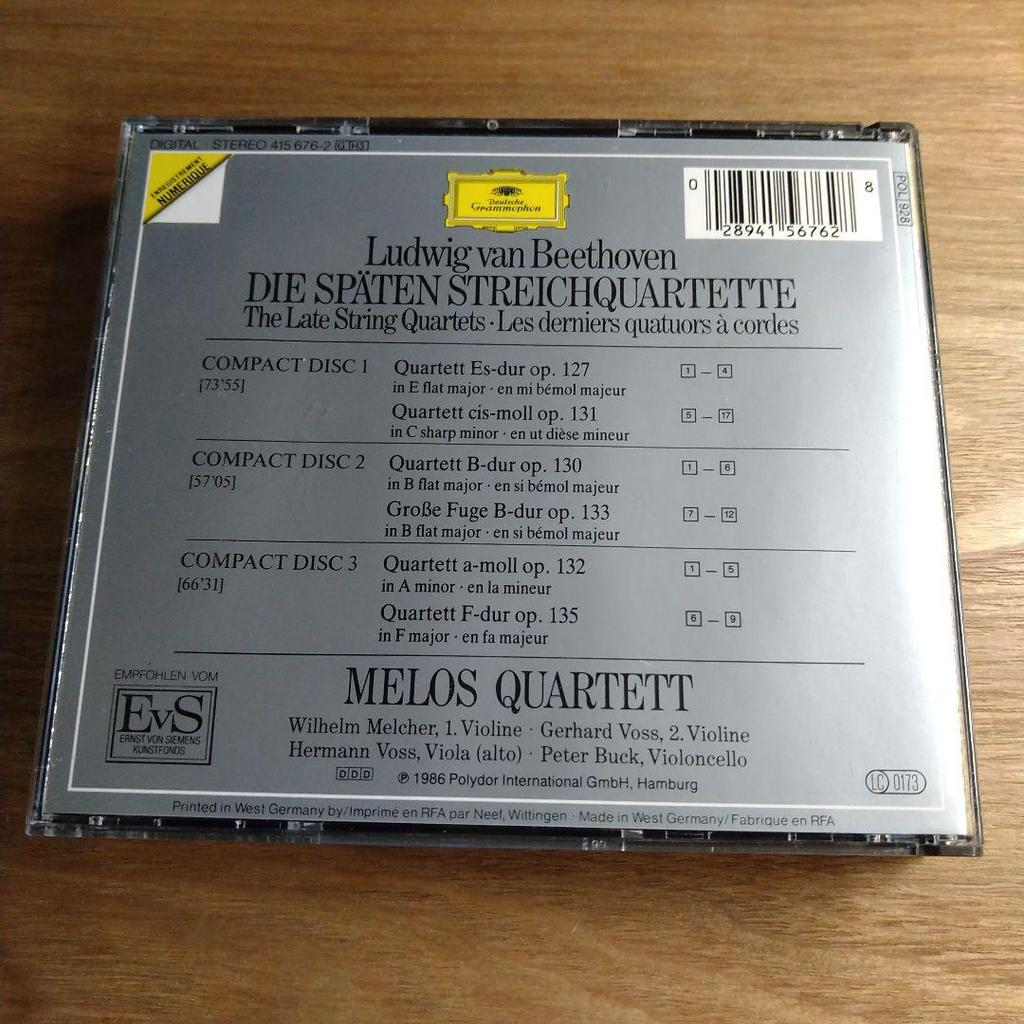 DIGITAL STEREO 415 676-2 GH3
ENREGISTREMENT
NUMERIQUE
Deutsche
Grammophon
0 28941 56762 8
POL 928
Ludwig van Beethoven
DIE SPÄTEN STREICHQUARTETTE
The Late String Quartets · Les derniers quatuors à cordes
COMPACT DISC 1 Quartett Es-dur op. 127 1 – 4
[73'55] in E flat major · en mi bémol majeur
Quartett cis-moll op. 131 5 – 17
in C sharp minor · en ut dièse mineur
COMPACT DISC 2 Quartett B-dur op. 130 1 – 6
[57'05] in B flat major · en si bémol majeur
Große Fuge B-dur op. 133 7 – 12
in B flat major · en si bémol majeur
COMPACT DISC 3 Quartett a-moll op. 132 1 – 5
[66'31] in A minor · en la mineur
Quartett F-dur op. 135 6 – 9
in F major · en fa majeur
EMPFOHLEN VOM
EvS
ERNST VON SIEMENS
KUNSTFONDS
MELOS QUARTETT
Wilhelm Melcher, 1. Violine · Gerhard Voss, 2. Violine
Hermann Voss, Viola (alto) · Peter Buck, Violoncello
DDD ℗ 1986 Polydor International GmbH, Hamburg
LC 0173
Printed in West Germany by/Imprimé en RFA par Neef, Wittingen · Made in West Germany/Fabriqué en RFA